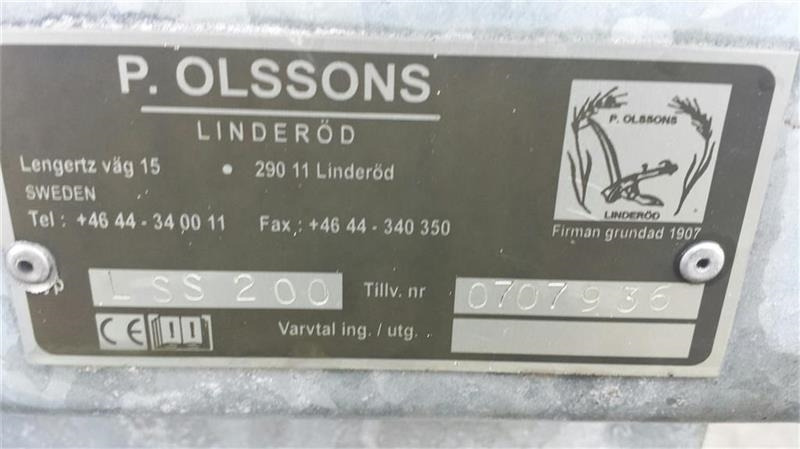 P. OLSSONS
LINDERÖD
Lengertz väg 15 • 290 11 Linderöd
SWEDEN
Tel : +46 44 - 34 00 11 Fax : +46 44 - 340 350
P. OLSSONS
LINDERÖD
Firman grundad 1907
LSS 200 Tillv. nr 0707936
CE Varvtal ing. / utg.